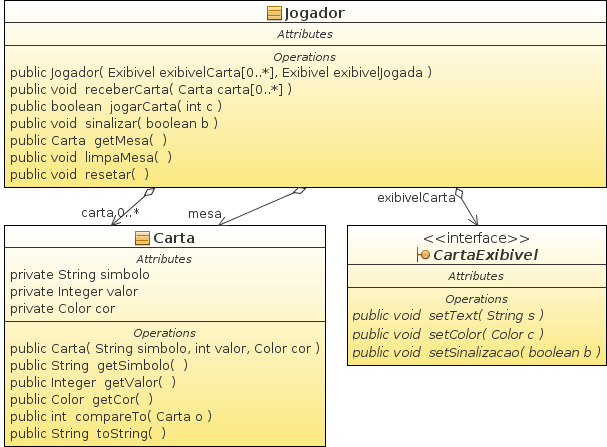 Jogador
Attributes
Operations
public Jogador( Exibivel exibivelCarta[0..*], Exibivel exibivelJogada )
public void  receberCarta( Carta carta[0..*] )
public boolean  jogarCarta( int c )
public void  sinalizar( boolean b )
public Carta  getMesa(  )
public void  limpaMesa(  )
public void  resetar(  )
exibivelCarta
carta 0..*
mesa
Carta
Attributes
private String simbolo
private Integer valor
private Color cor
Operations
public Carta( String simbolo, int valor, Color cor )
public String  getSimbolo(  )
public Integer  getValor(  )
public Color  getCor(  )
public int  compareTo( Carta o )
public String  toString(  )
<<interface>>
CartaExibivel
Attributes
Operations
public void  setText( String s )
public void  setColor( Color c )
public void  setSinalizacao( boolean b )